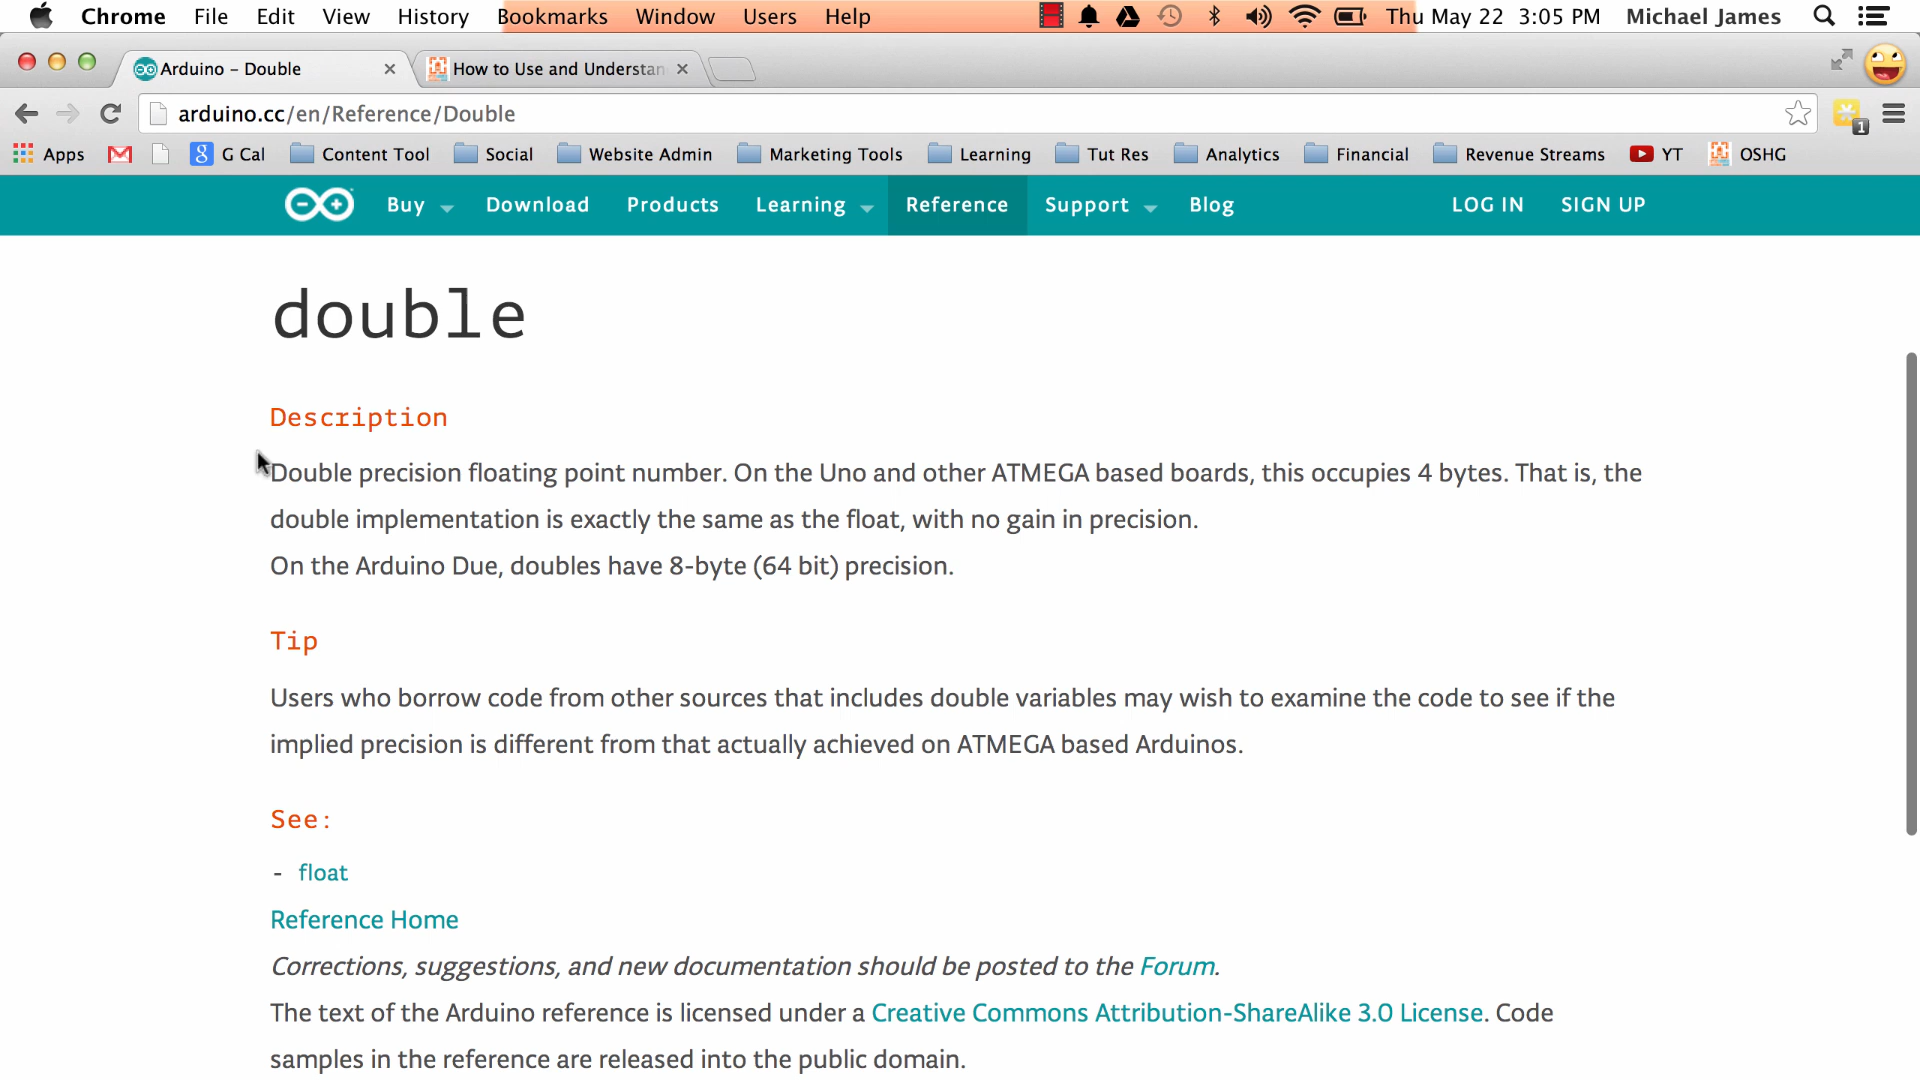 Chrome File Edit View History Bookmarks Window Users Help Thu May 22 3:05 PM Michael James
Arduino - Double How to Use and Understan
arduino.cc/en/Reference/Double 1
Apps G Cal Content Tool Social Website Admin Marketing Tools Learning Tut Res Analytics Financial Revenue Streams YT OSHG
Buy Download Products Learning Reference Support Blog LOG IN SIGN UP
double
Description
Double precision floating point number. On the Uno and other ATMEGA based boards, this occupies 4 bytes. That is, the
double implementation is exactly the same as the float, with no gain in precision.
On the Arduino Due, doubles have 8-byte (64 bit) precision.
Tip
Users who borrow code from other sources that includes double variables may wish to examine the code to see if the
implied precision is different from that actually achieved on ATMEGA based Arduinos.
See:
- float
Reference Home
Corrections, suggestions, and new documentation should be posted to the Forum.
The text of the Arduino reference is licensed under a Creative Commons Attribution-ShareAlike 3.0 License. Code
samples in the reference are released into the public domain.